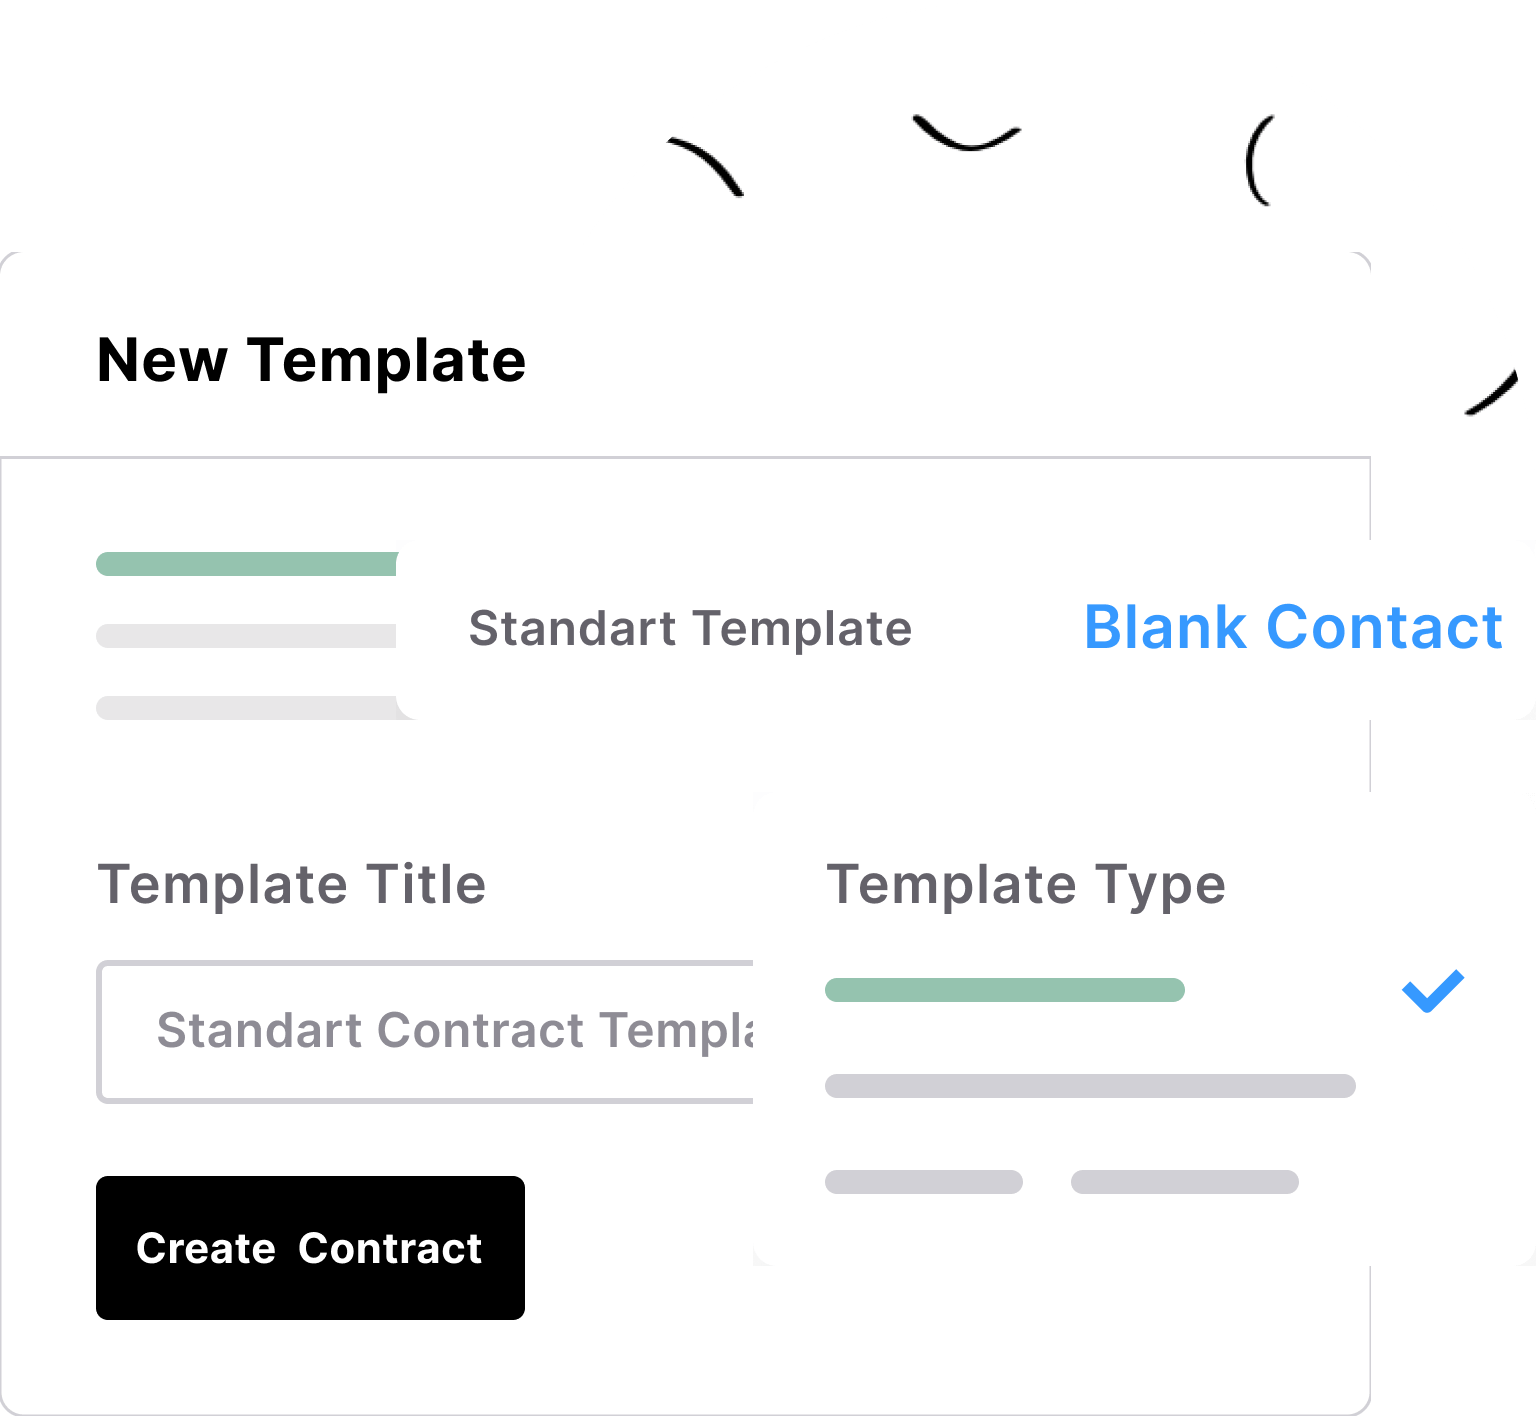 New Template
Standart Template
Blank Contact
Template Title
Template Type
Standart Contract Templa
Create Contract